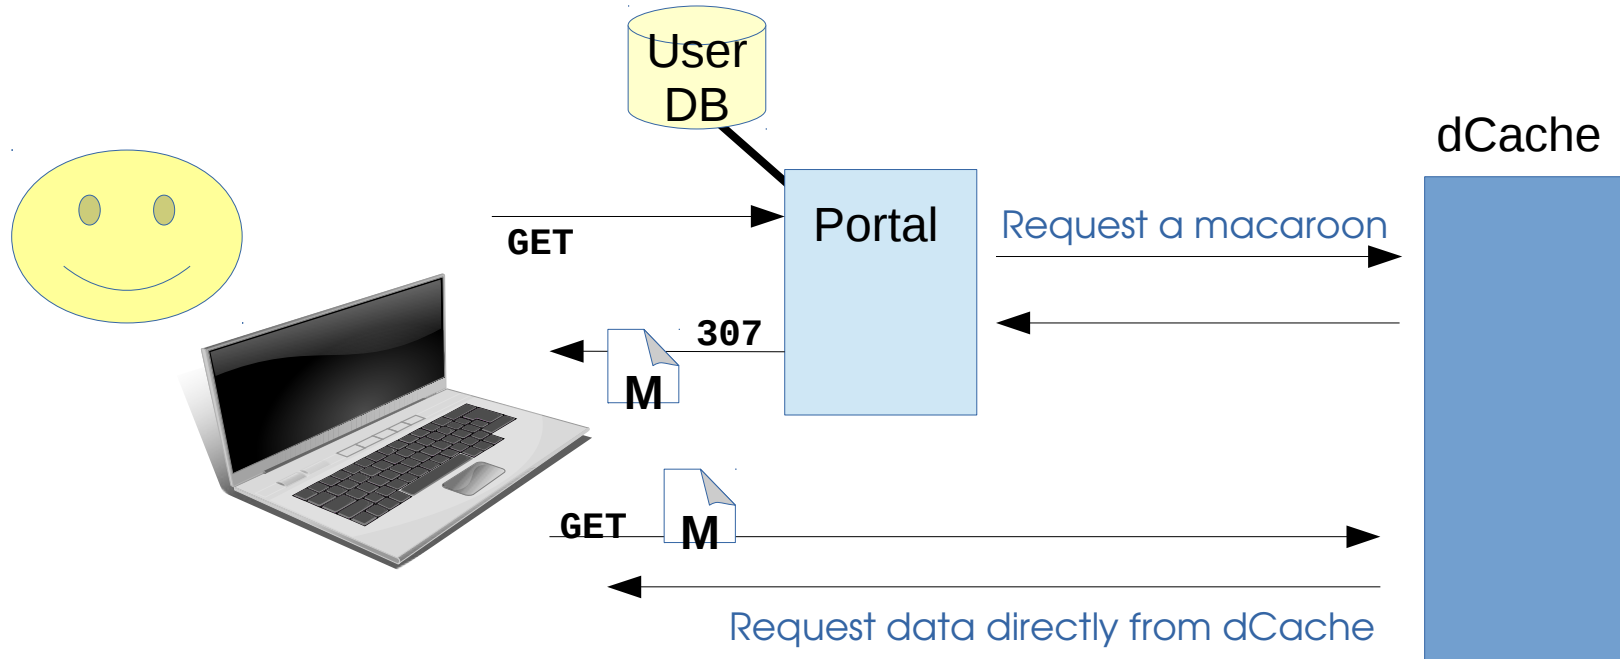 User
DB
dCache
Portal
Request a macaroon
GET
307
M
GET
M
Request data directly from dCache